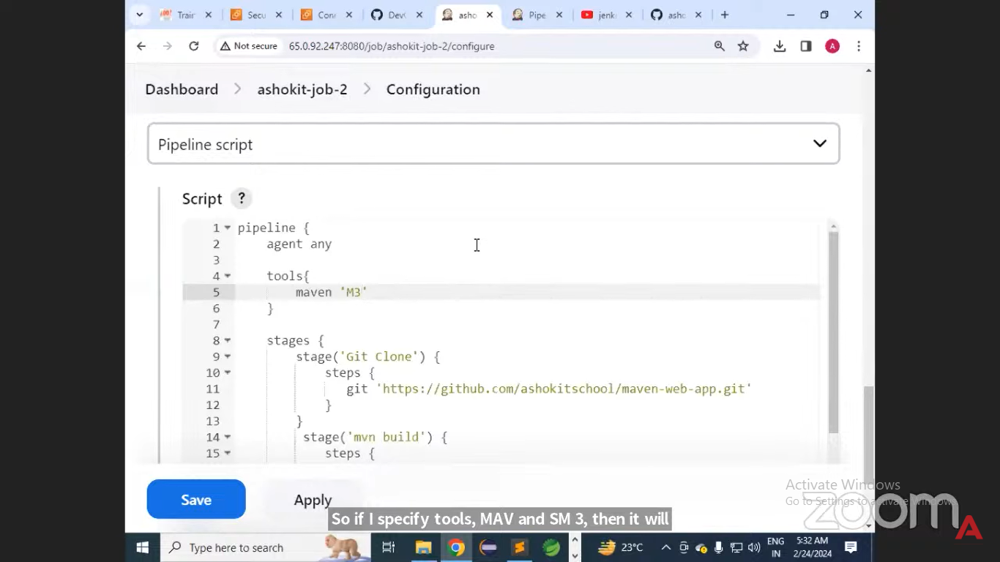 Train
Secu
Con
DevO
asho
Pipe
jenk
asho
Not secure
65.0.92.247:8080/job/ashokit-job-2/configure
A
Dashboard > ashokit-job-2 > Configuration
Pipeline script
Script ?
1 pipeline {
2 agent any
3
4 tools{
5 maven 'M3'
6 }
7
8 stages {
9 stage('Git Clone') {
10 steps {
11 git 'https://github.com/ashokitschool/maven-web-app.git'
12 }
13 }
14 stage('mvn build') {
15 steps {
Save
Apply
Activate Windows
Go to Settings to activate Windows.
zoom
A
So if I specify tools, MAV and SM 3, then it will
Type here to search
23°C
ENG
IN
5:32 AM
2/24/2024